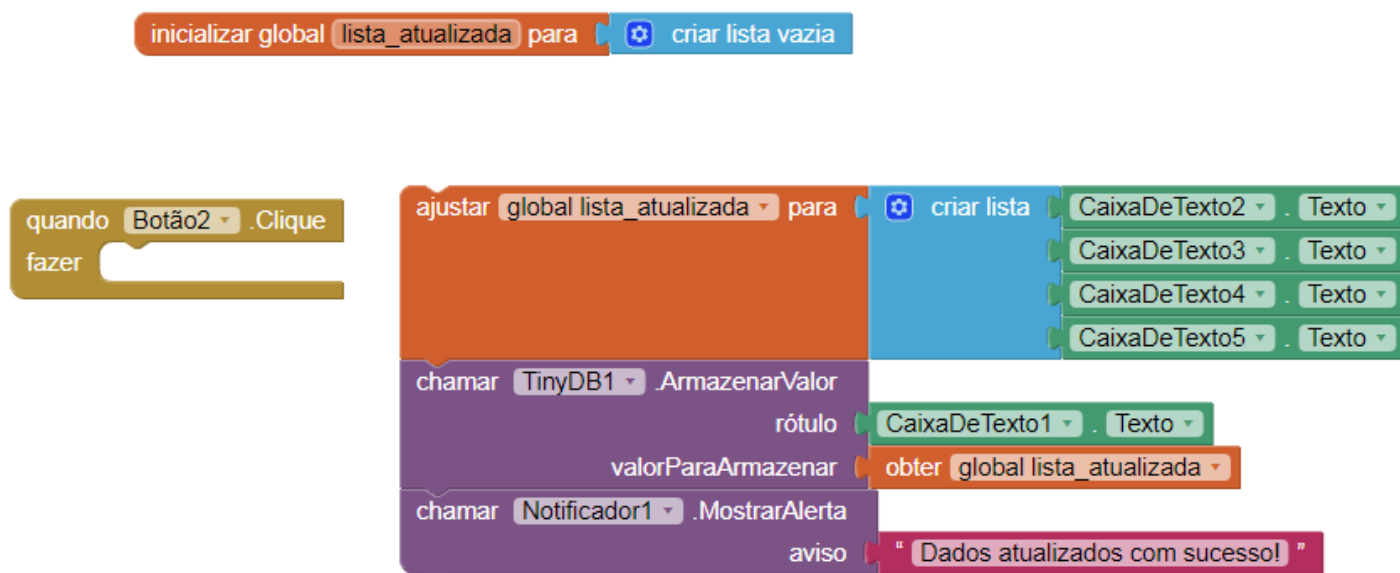 inicializar global lista_atualizada para criar lista vazia
quando Botão2 .Clique
fazer
ajustar global lista_atualizada para criar lista CaixaDeTexto2 . Texto
CaixaDeTexto3 . Texto
CaixaDeTexto4 . Texto
CaixaDeTexto5 . Texto
chamar TinyDB1 .ArmazenarValor
rótulo CaixaDeTexto1 . Texto
valorParaArmazenar obter global lista_atualizada
chamar Notificador1 .MostrarAlerta
aviso “ Dados atualizados com sucesso! ”